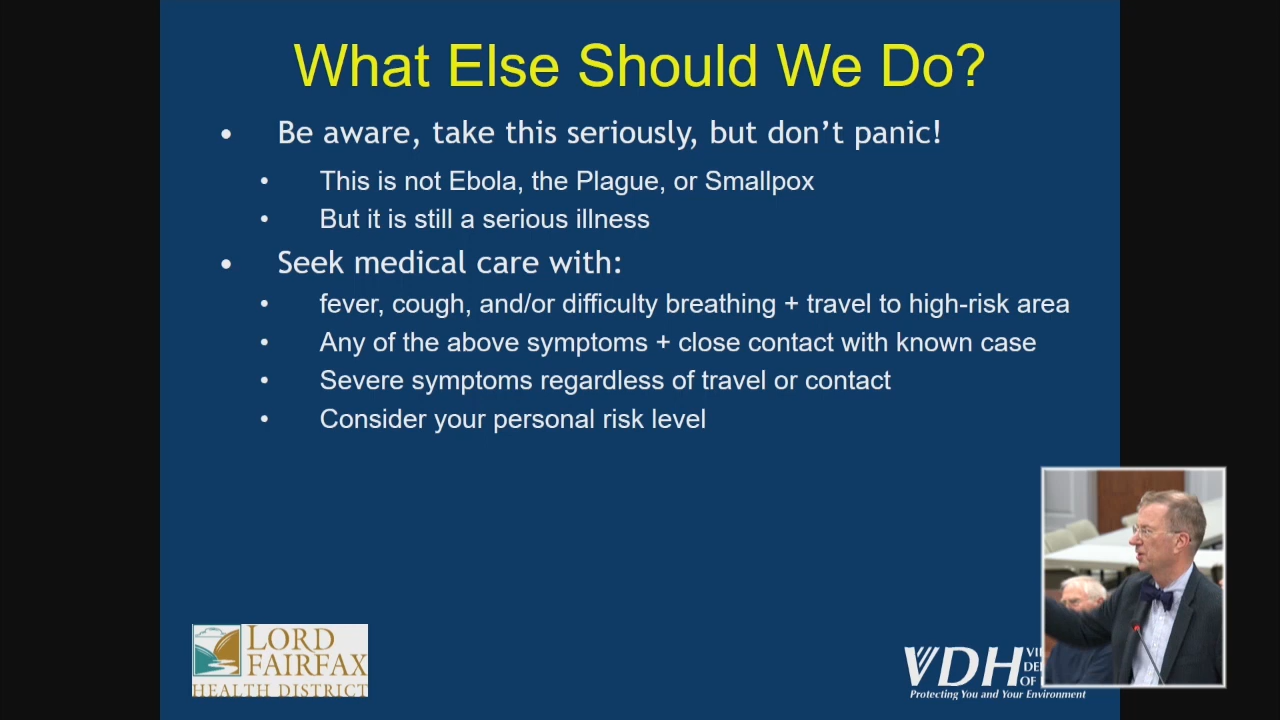 What Else Should We Do?
• Be aware, take this seriously, but don't panic!
• This is not Ebola, the Plague, or Smallpox
• But it is still a serious illness
• Seek medical care with:
• fever, cough, and/or difficulty breathing + travel to high-risk area
• Any of the above symptoms + close contact with known case
• Severe symptoms regardless of travel or contact
• Consider your personal risk level
LORD
FAIRFAX
HEALTH DISTRICT
VDH
OF
Protecting You and Your Environment